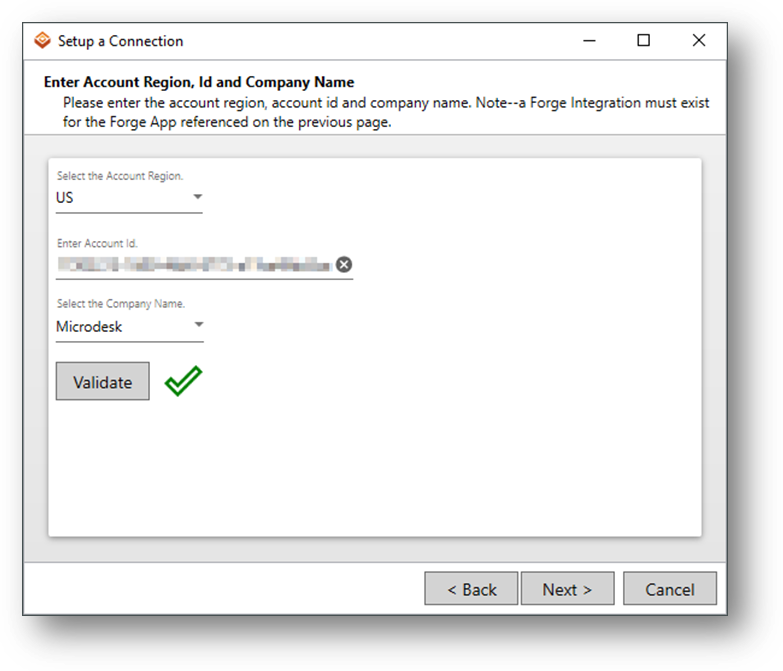 Setup a Connection
Enter Account Region, Id and Company Name
Please enter the account region, account id and company name. Note--a Forge Integration must exist
for the Forge App referenced on the previous page.
Select the Account Region.
US
Enter Account Id.
Select the Company Name.
Microdesk
Validate
< Back Next > Cancel